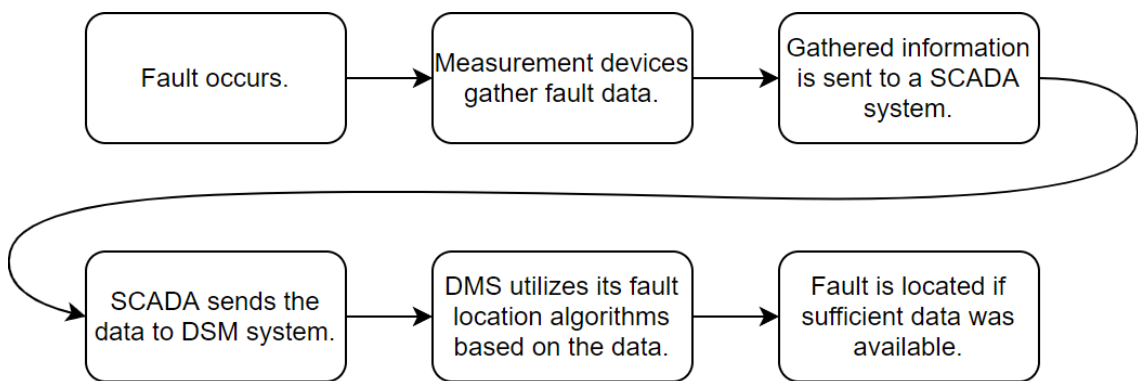 Fault occurs.
Measurement devices
gather fault data.
Gathered information
is sent to a SCADA
system.
SCADA sends the
data to DSM system.
DMS utilizes its fault
location algorithms
based on the data.
Fault is located if
sufficient data was
available.